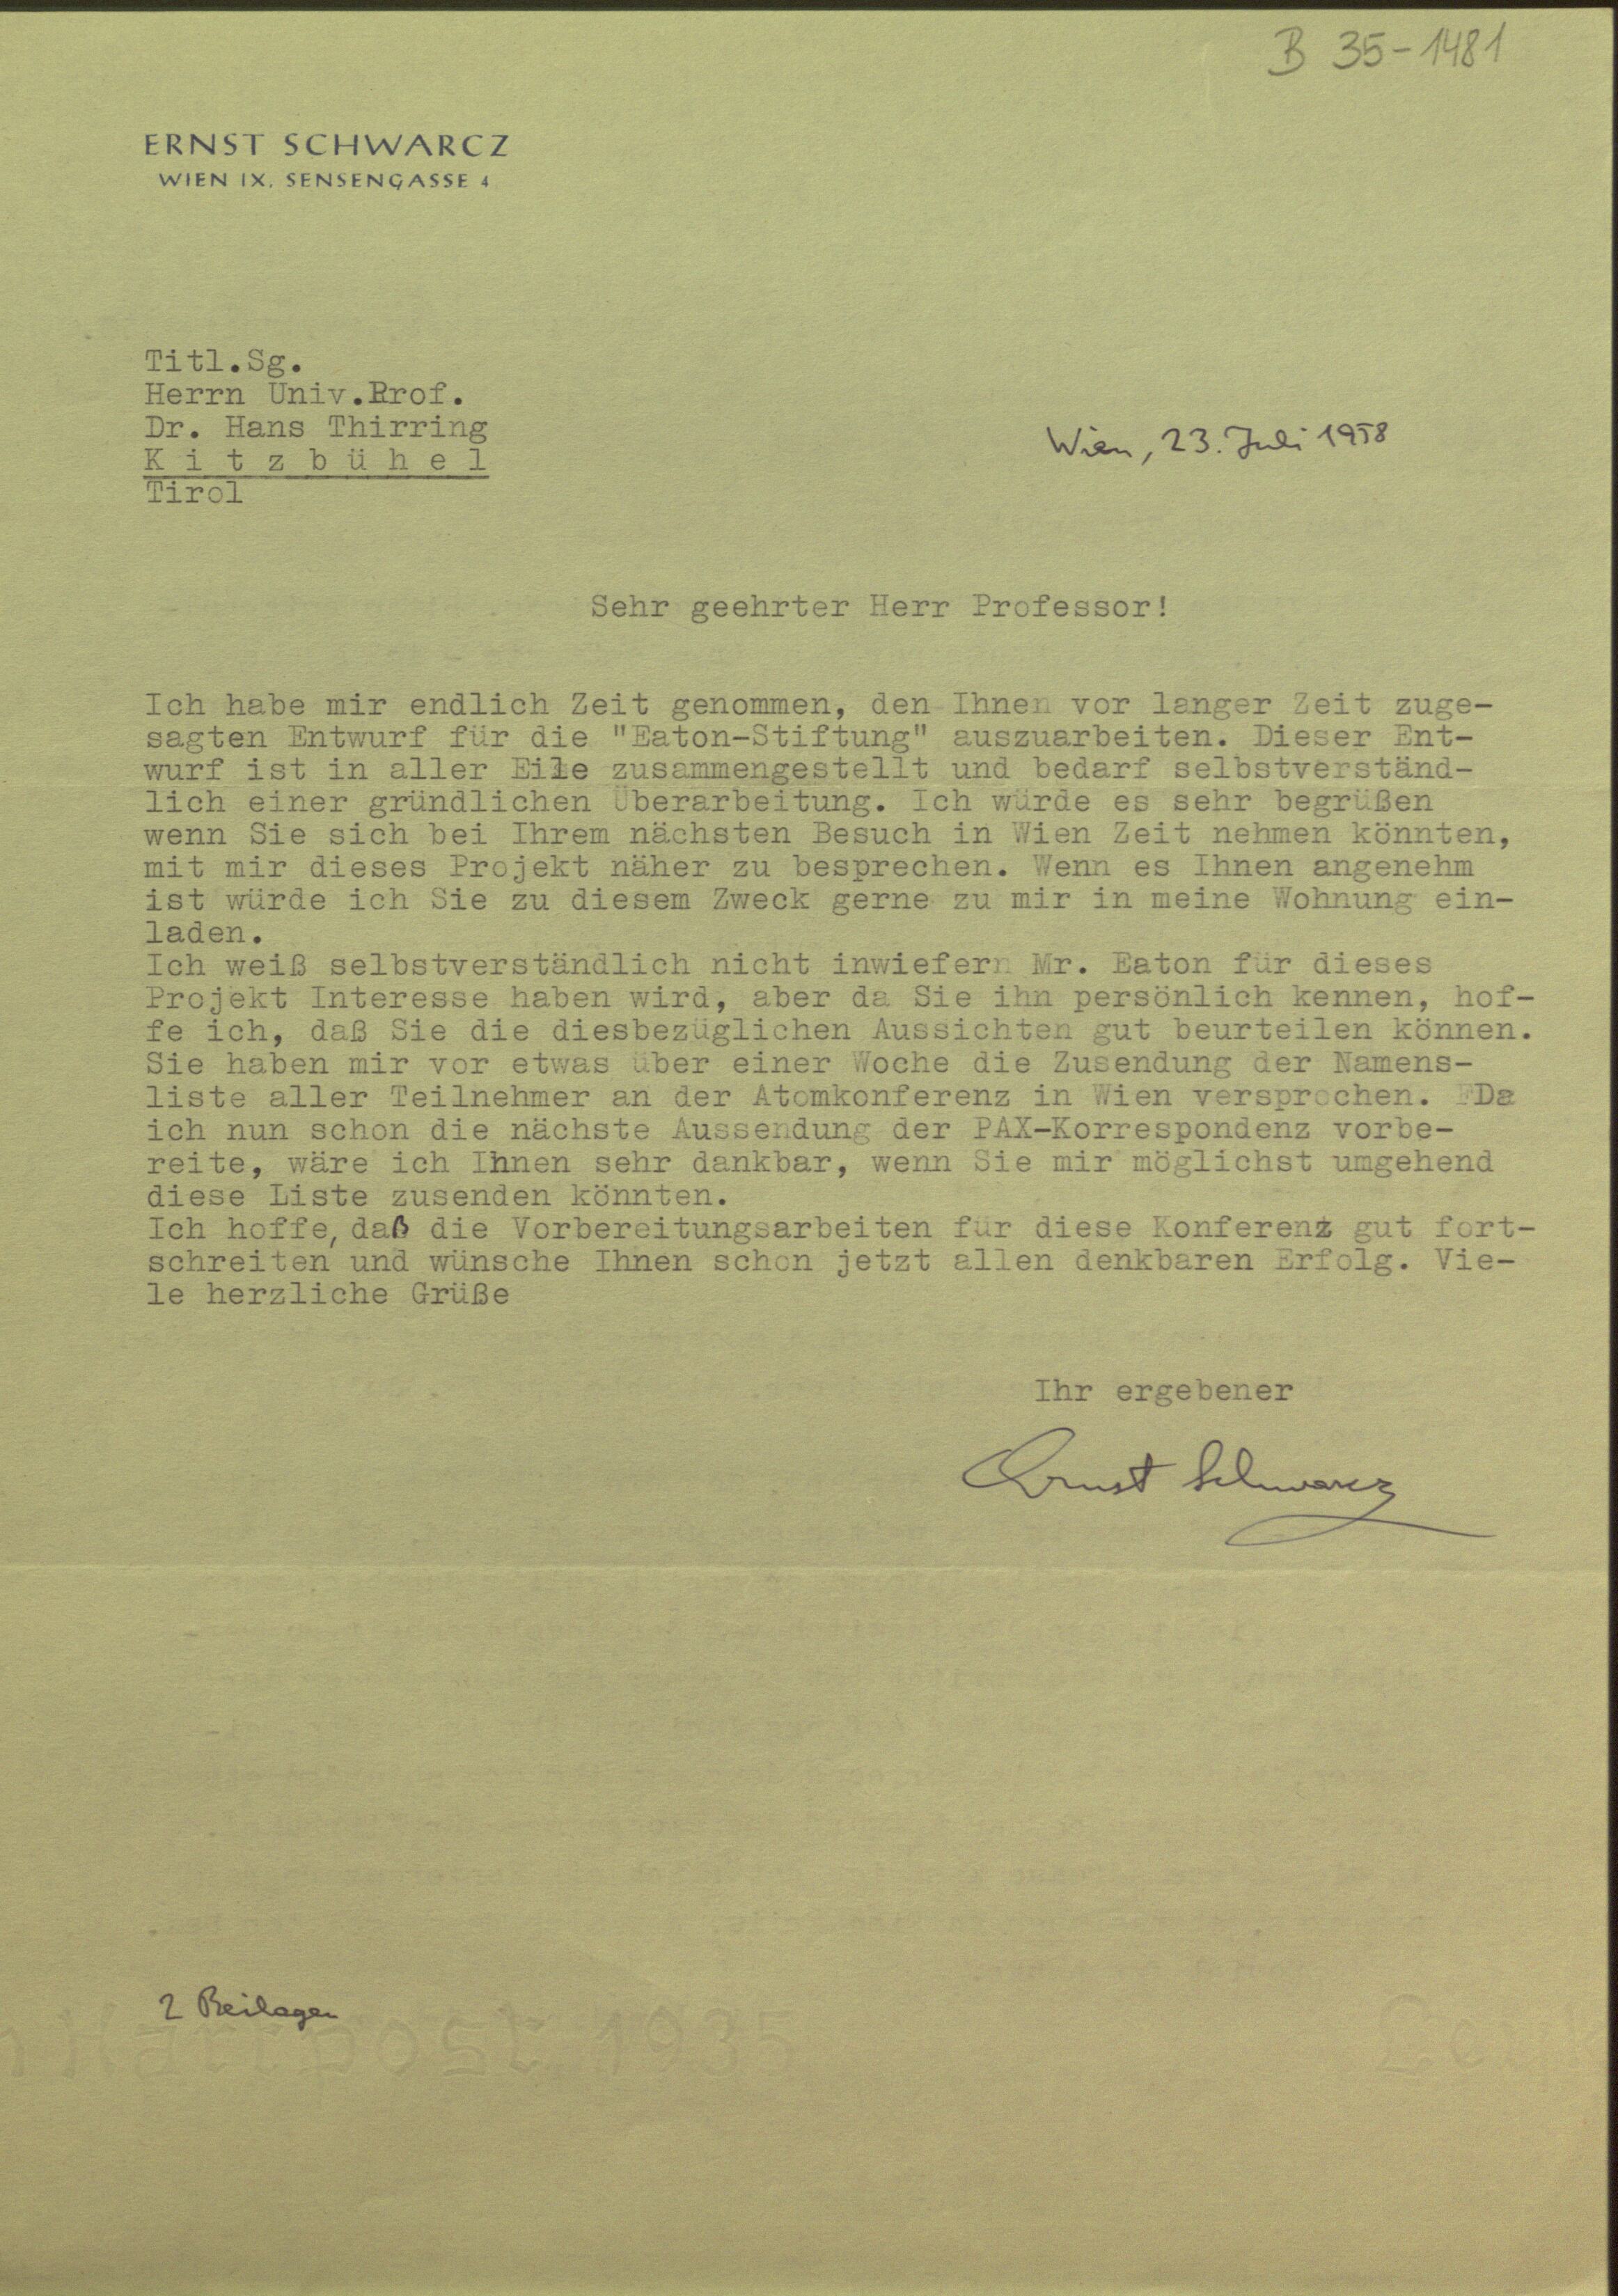 B 35-1481
ERNST SCHWARCZ
WIEN IX, SENSENGASSE 4
Titl.Sg.
Herrn Univ.Prof.
Dr. Hans Thirring
K i t z b ü h e l
Tirol
Wien, 23. Juli 1958
Sehr geehrter Herr Professor!
Ich habe mir endlich Zeit genommen, den Ihnen vor langer Zeit zuge-
sagten Entwurf für die "Eaton-Stiftung" auszuarbeiten. Dieser Ent-
wurf ist in aller Eile zusammengestellt und bedarf selbstverständ-
lich einer gründlichen Überarbeitung. Ich würde es sehr begrüßen
wenn Sie sich bei Ihrem nächsten Besuch in Wien Zeit nehmen könnten,
mit mir dieses Projekt näher zu besprechen. Wenn es Ihnen angenehm
ist würde ich Sie zu diesem Zweck gerne zu mir in meine Wohnung ein-
laden.
Ich weiß selbstverständlich nicht inwiefern Mr. Eaton für dieses
Projekt Interesse haben wird, aber da Sie ihn persönlich kennen, hof-
fe ich, daß Sie die diesbezüglichen Aussichten gut beurteilen können.
Sie haben mir vor etwas über einer Woche die Zusendung der Namens-
liste aller Teilnehmer an der Atomkonferenz in Wien versprochen. FDa
ich nun schon die nächste Aussendung der PAX-Korrespondenz vorbe-
reite, wäre ich Ihnen sehr dankbar, wenn Sie mir möglichst umgehend
diese Liste zusenden könnten.
Ich hoffe, daß die Vorbereitungsarbeiten für diese Konferenz gut fort-
schreiten und wünsche Ihnen schon jetzt allen denkbaren Erfolg. Vie-
le herzliche Grüße
Ihr ergebener
Ernst Schwarcz
2 Beilagen
Hartpost 1935